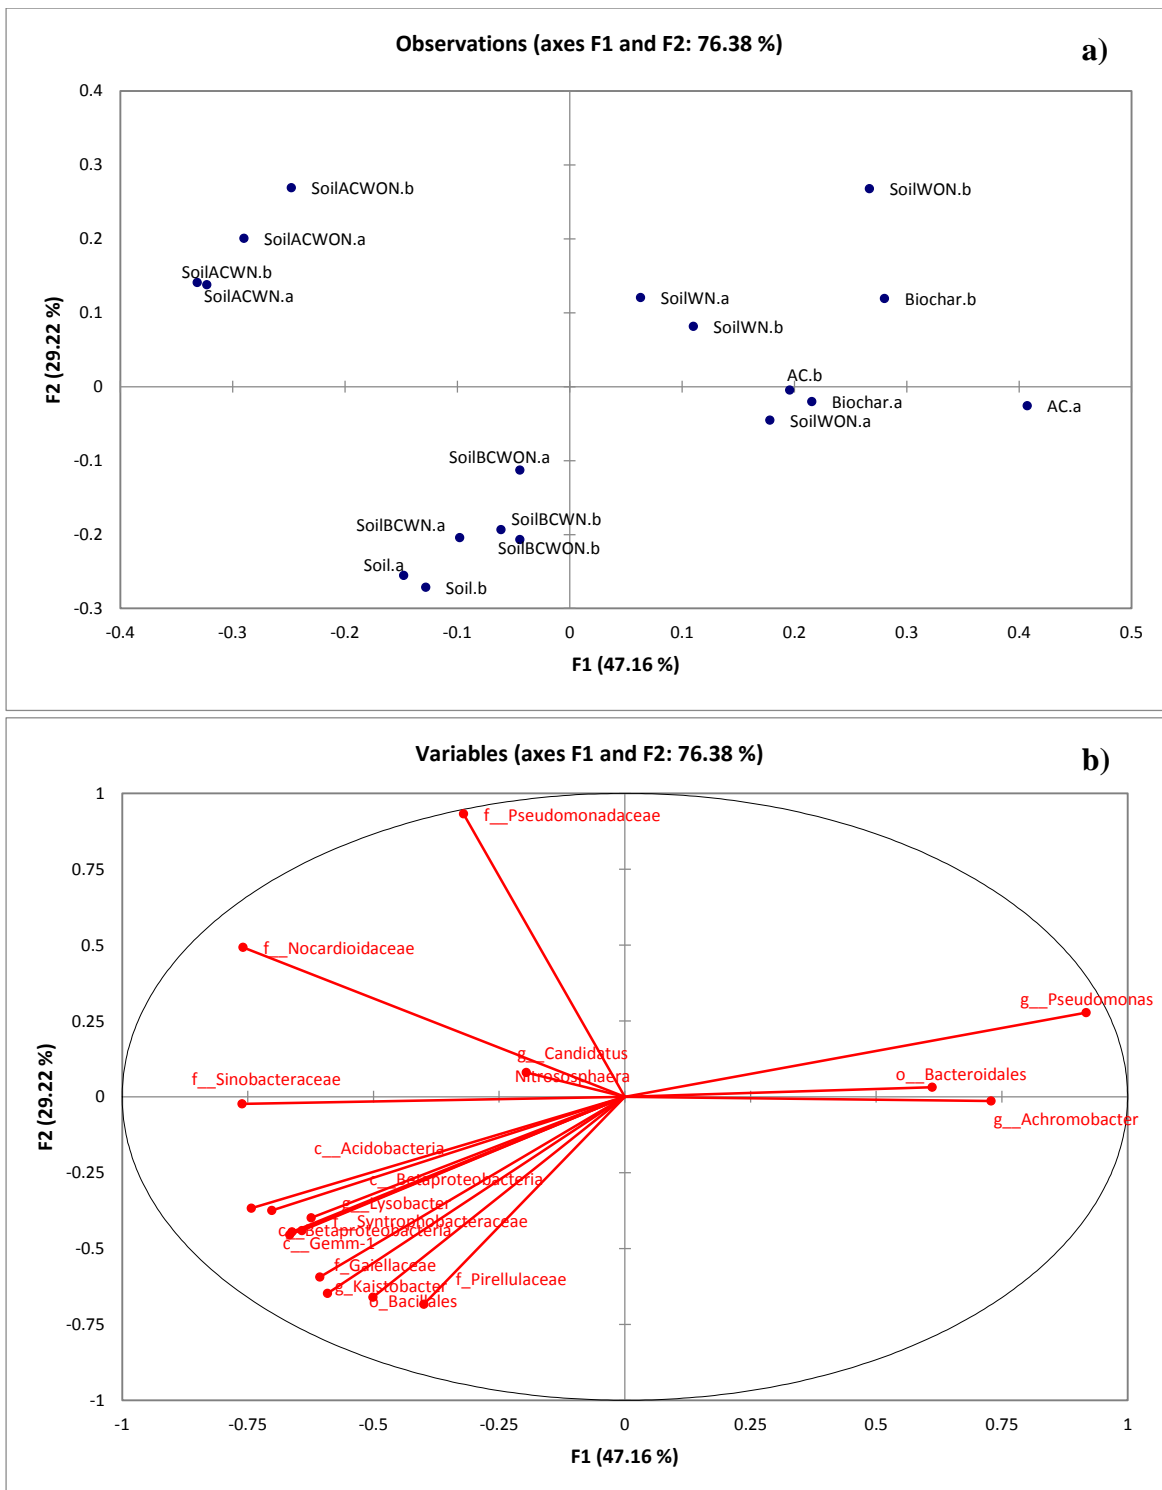 Observations (axes F1 and F2: 76.38 %)
a)
0.4
0.3
0.2
0.1
0
-0.1
-0.2
-0.3
F2 (29.22 %)
SoilACWON.b
SoilWON.b
SoilACWON.a
SoilACWN.b
SoilACWN.a
SoilWN.a
Biochar.b
SoilWN.b
AC.b
Biochar.a
AC.a
SoilWON.a
SoilBCWON.a
SoilBCWN.a
SoilBCWN.b
SoilBCWON.b
Soil.a
Soil.b
-0.4 -0.3 -0.2 -0.1 0 0.1 0.2 0.3 0.4 0.5
F1 (47.16 %)
Variables (axes F1 and F2: 76.38 %)
b)
1
0.75
0.5
0.25
0
-0.25
-0.5
-0.75
-1
F2 (29.22 %)
f__Pseudomonadaceae
f__Nocardioidaceae
g__Pseudomonas
g__Candidatus
Nitrososphaera
o__Bacteroidales
f__Sinobacteraceae
g__Achromobacter
c__Acidobacteria
c__Betaproteobacteria
g__Lysobacter
f__Syntrophobacteraceae
c__Betaproteobacteria
c__Gemm-1
f_Gaiellaceae
f_Pirellulaceae
g_Kaistobacter
o_Bacillales
-1 -0.75 -0.5 -0.25 0 0.25 0.5 0.75 1
F1 (47.16 %)